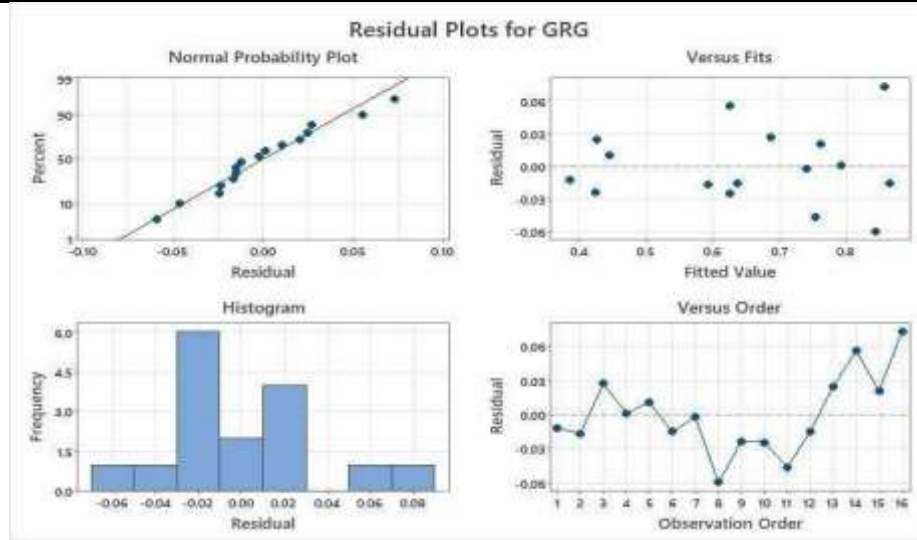 Residual Plots for GRG
Normal Probability Plot
99
90
50
10
1
Percent
-0.10 -0.05 0.00 0.05 0.10
Residual
Versus Fits
0.06
0.03
0.00
-0.03
-0.06
Residual
0.4 0.5 0.6 0.7 0.8
Fitted Value
Histogram
6.0
4.5
3.0
1.5
0.0
Frequency
-0.06 -0.04 -0.02 0.00 0.02 0.04 0.06 0.08
Residual
Versus Order
0.06
0.03
0.00
-0.03
-0.06
Residual
1 2 3 4 5 6 7 8 9 10 11 12 13 14 15 16
Observation Order